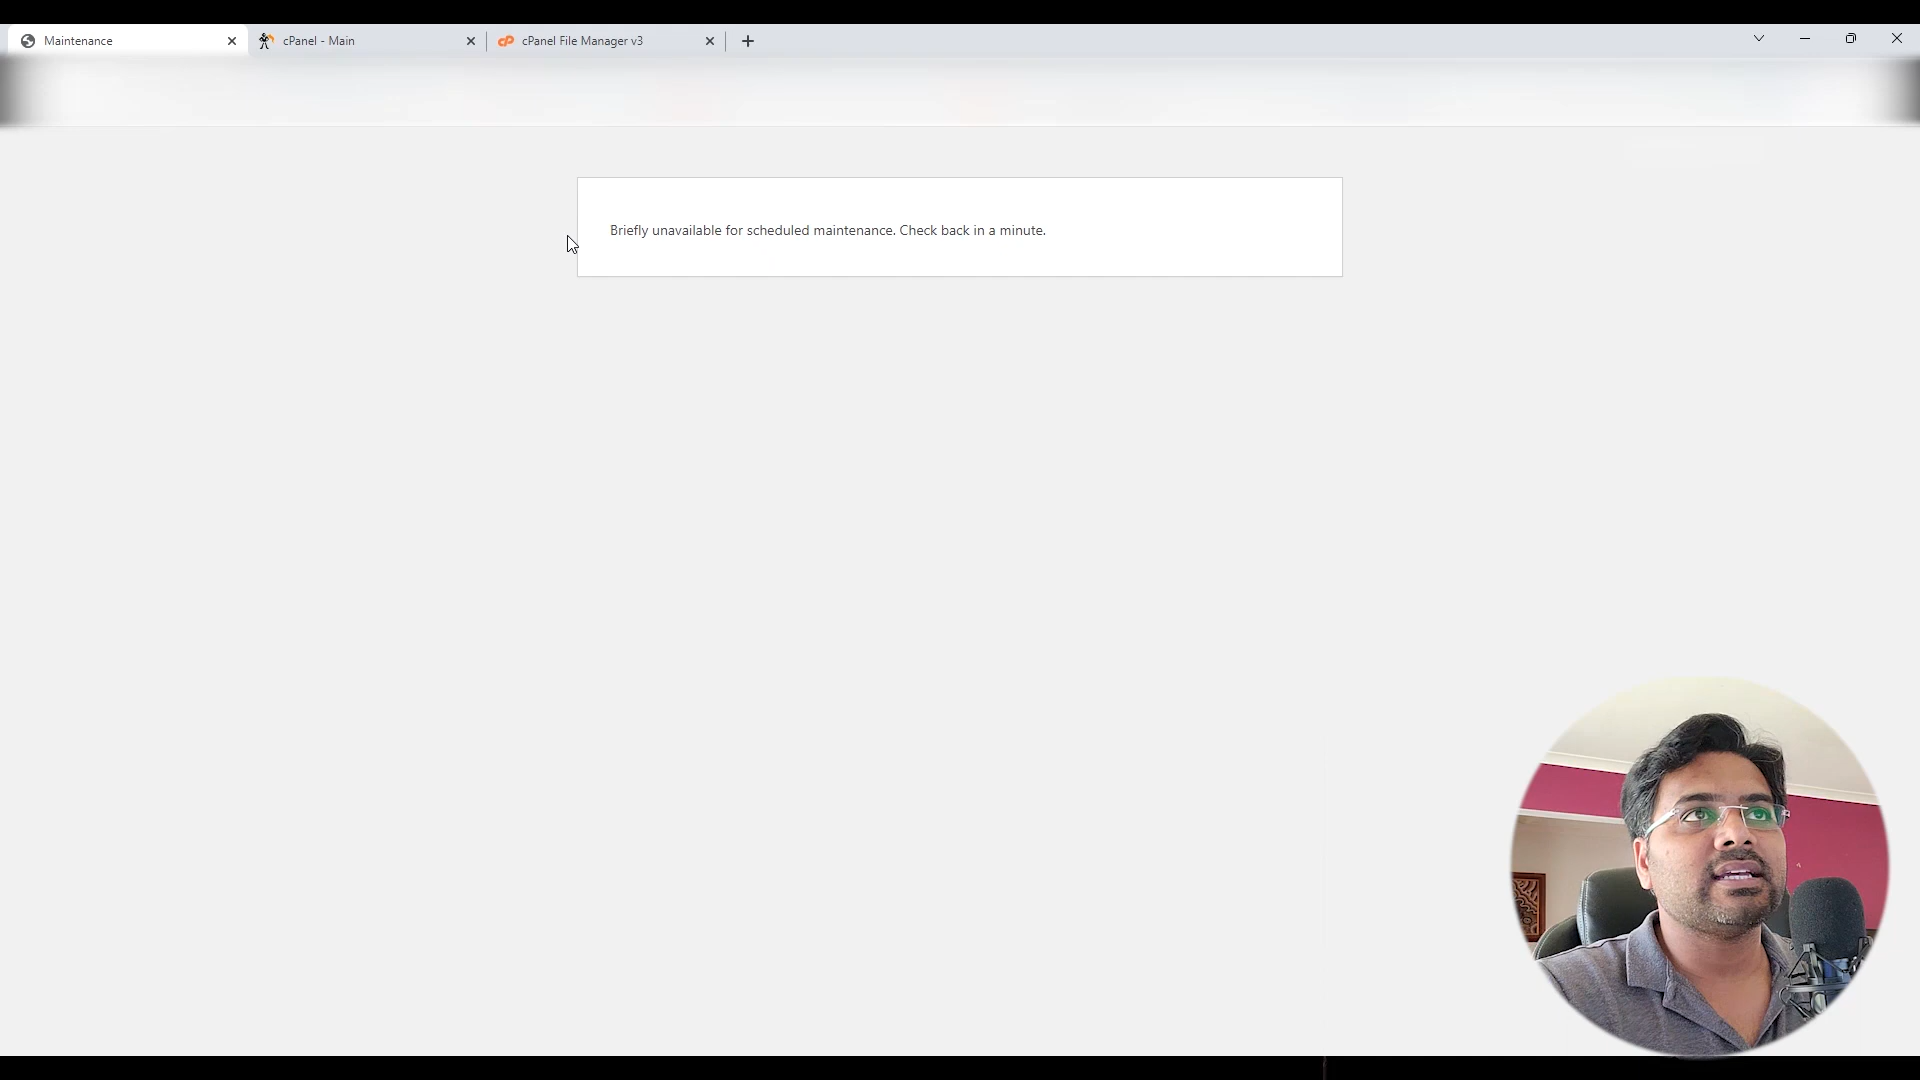 Maintenance
cPanel - Main
cPanel File Manager v3
Briefly unavailable for scheduled maintenance. Check back in a minute.